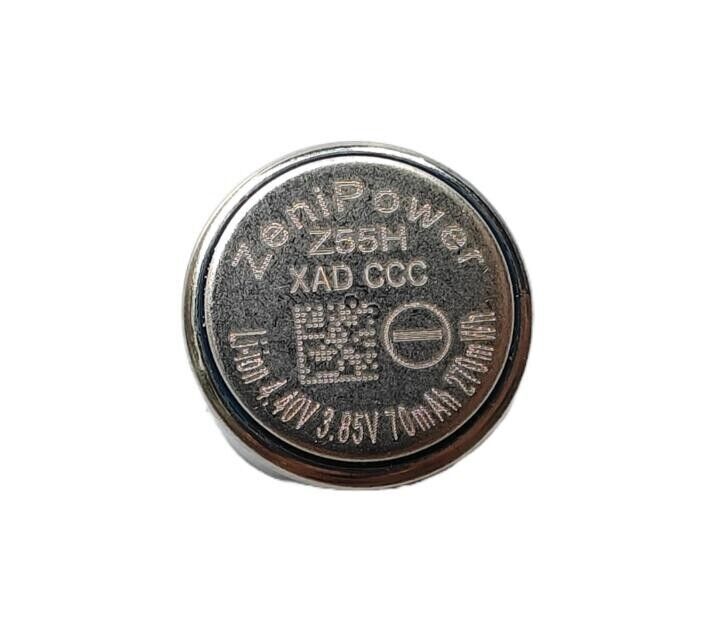 ZeniPower
Z55H
XAD CCC
Li-ion 4.40V 3.85V 70mAh 270mWh